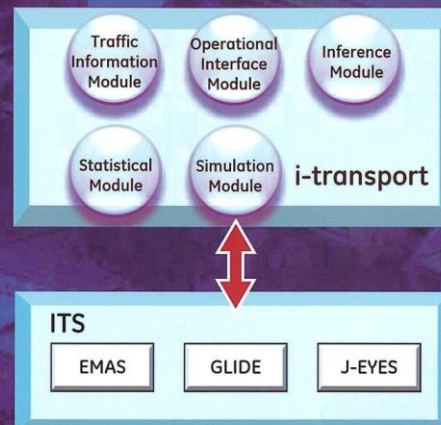 Traffic
Information
Module
Operational
Interface
Module
Inference
Module
Statistical
Module
Simulation
Module
i-transport
ITS
EMAS
GLIDE
J-EYES